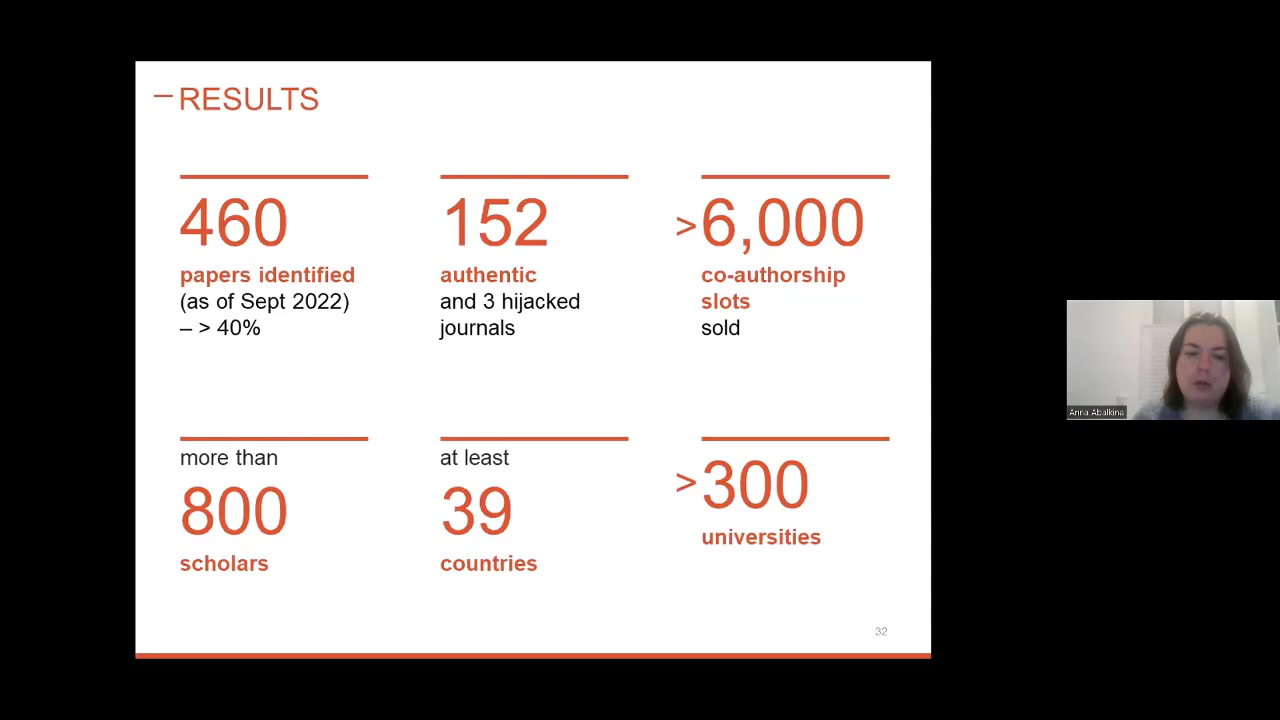 – RESULTS
460
papers identified
(as of Sept 2022)
– > 40%
152
authentic
and 3 hijacked
journals
>6,000
co-authorship
slots
sold
more than
800
scholars
at least
39
countries
>300
universities
32
Anna Abalkina